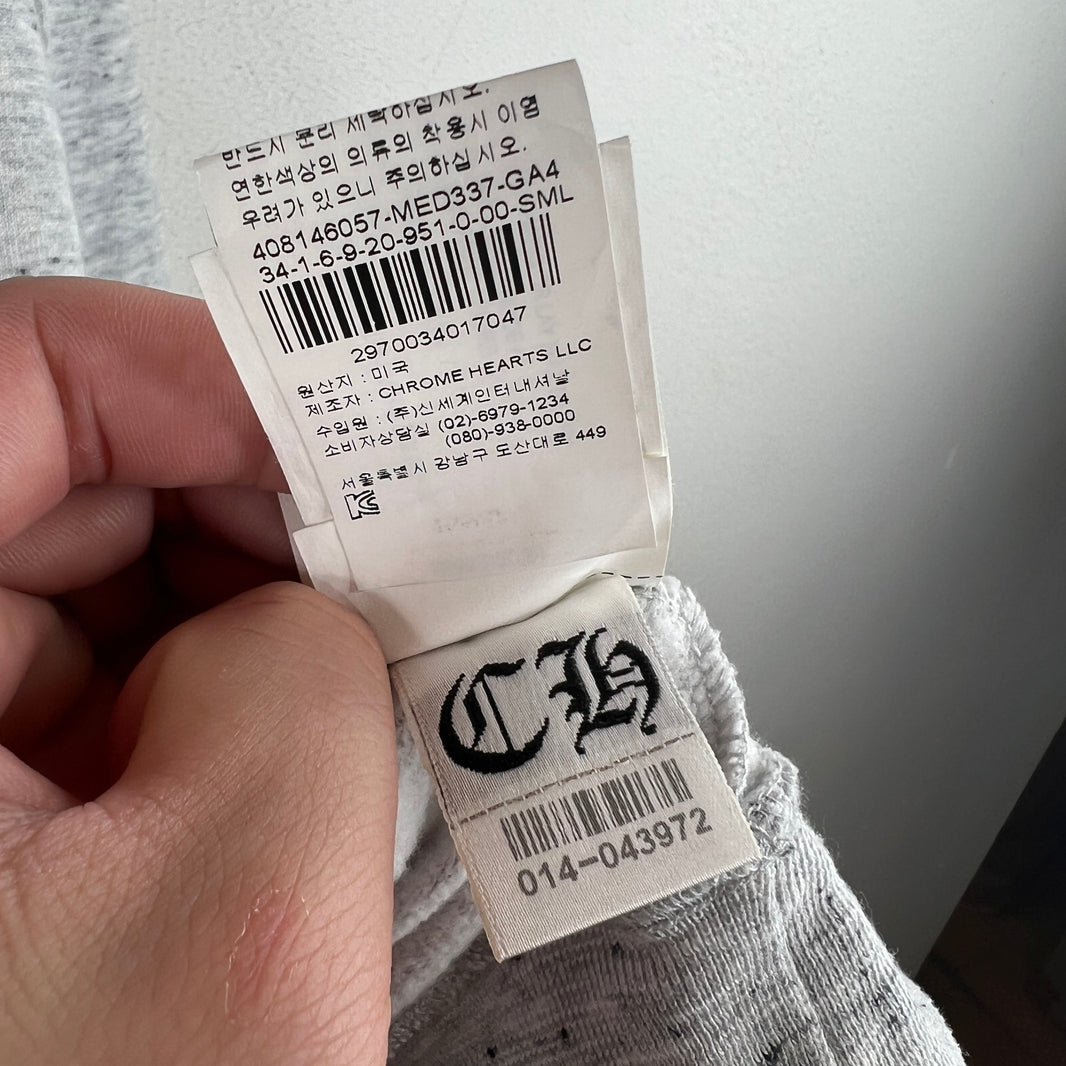 반드시 분리 세탁하십시오.
연한색상의 의류의 착용시 이염
우려가 있으니 주의하십시오.
408146057-MED337-GA4
34-1-6-9-20-951-0-00-SML
2970034017047
원산지 : 미국
제조자 : CHROME HEARTS LLC
수입원 : (주)신세계인터내셔날
소비자상담실 (02)-6979-1234
(080)-938-0000
서울특별시 강남구 도산대로 449
CH
014-043972